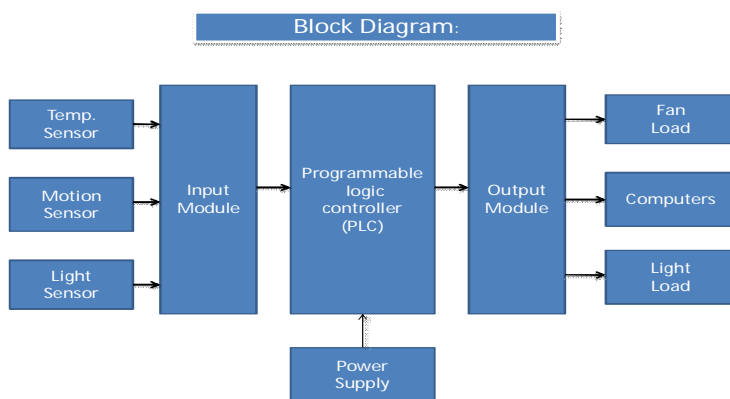 Block Diagram:
Temp.
Sensor
Motion
Sensor
Light
Sensor
Input
Module
Programmable
logic
controller
(PLC)
Output
Module
Fan
Load
Computers
Light
Load
Power
Supply